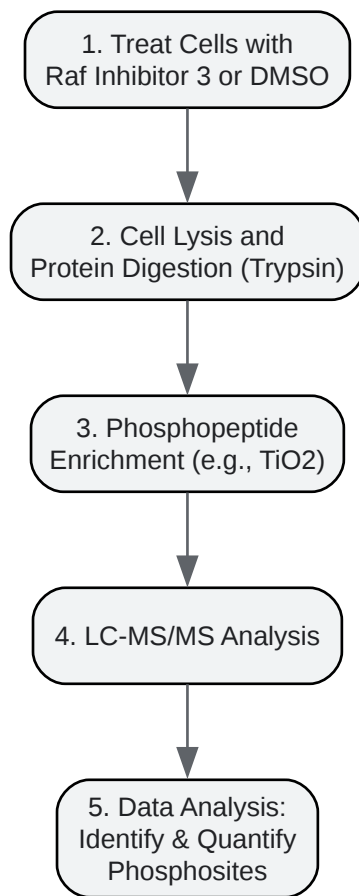 1. Treat Cells with
Raf Inhibitor 3 or DMSO
2. Cell Lysis and
Protein Digestion (Trypsin)
3. Phosphopeptide
Enrichment (e.g., TiO2)
4. LC-MS/MS Analysis
5. Data Analysis:
Identify & Quantify
Phosphosites